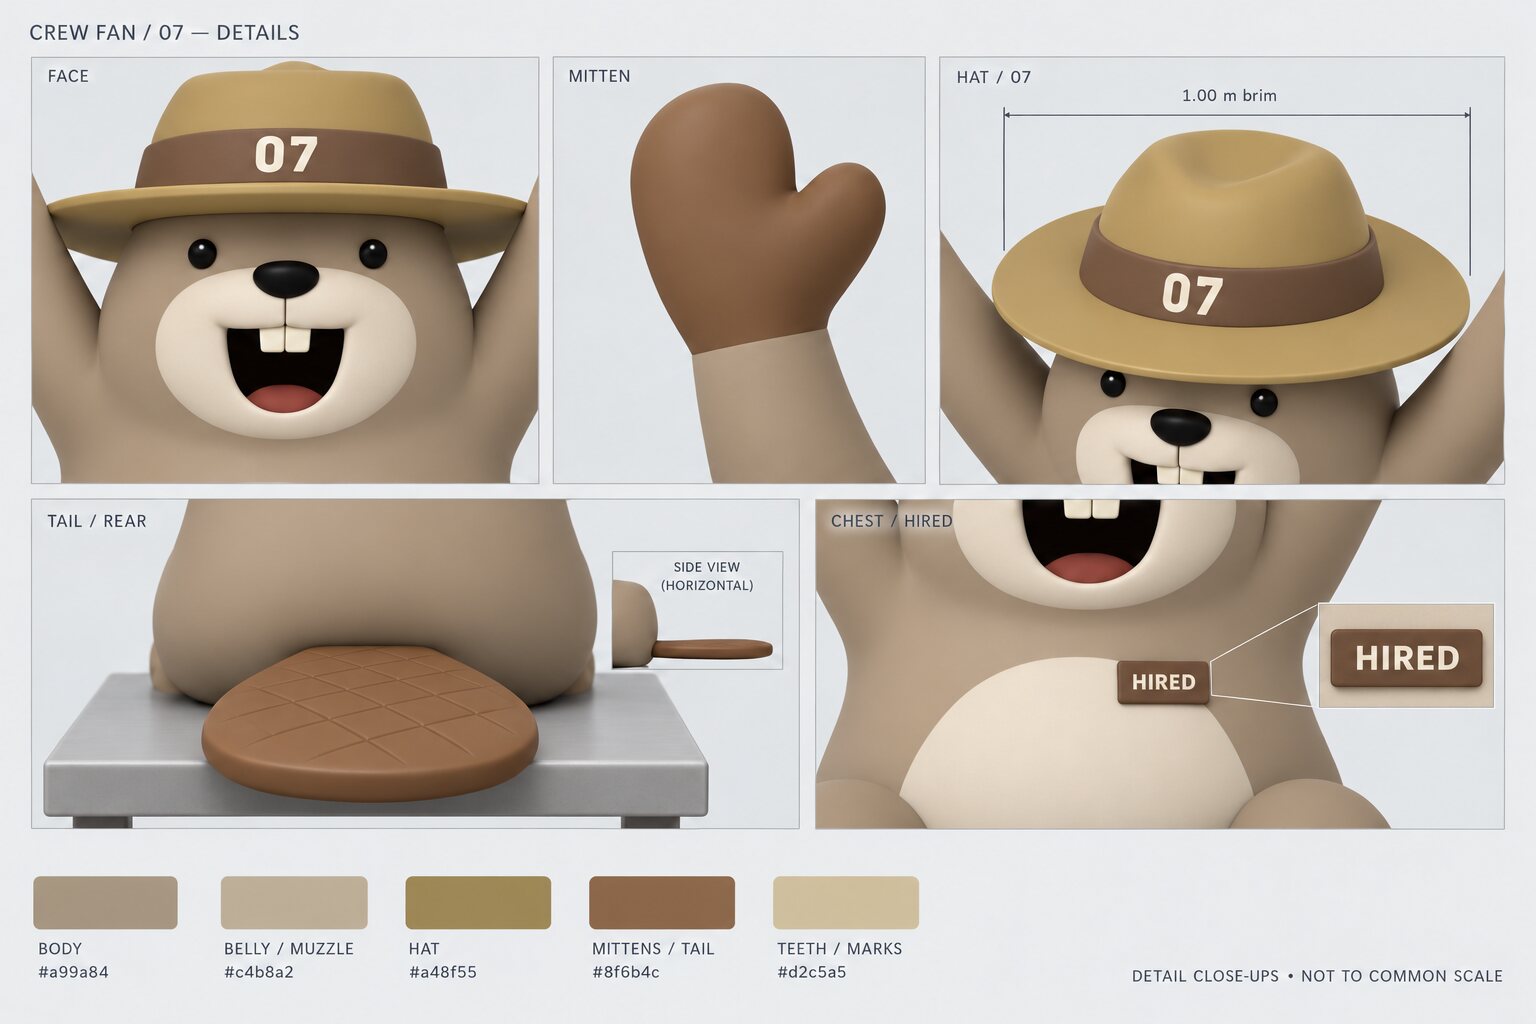 CREW FAN / 07 — DETAILS
FACE
07
MITTEN
HAT / 07
1.00 m brim
07
TAIL / REAR
SIDE VIEW
(HORIZONTAL)
CHEST / HIRED
HIRED
HIRED
BODY
#a99a84
BELLY / MUZZLE
#c4b8a2
HAT
#a48f55
MITTENS / TAIL
#8f6b4c
TEETH / MARKS
#d2c5a5
DETAIL CLOSE-UPS • NOT TO COMMON SCALE